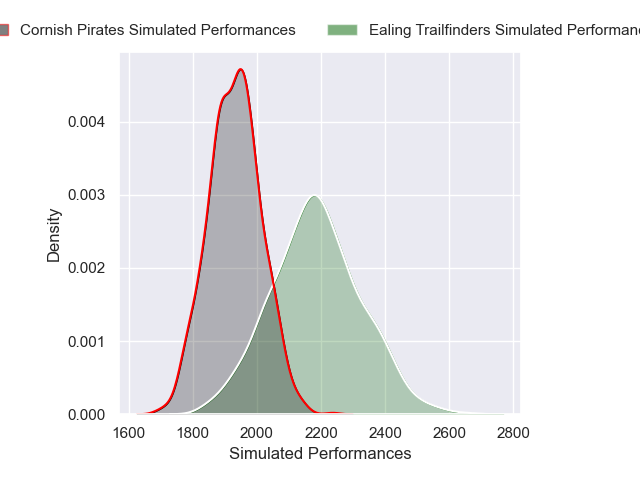 Cornish Pirates Simulated Performances
Ealing Trailfinders Simulated
0.004
0.003
0.002
0.001
0.000
Density
1600 1800 2000 2200 2400 2600 2800
Simulated Performances